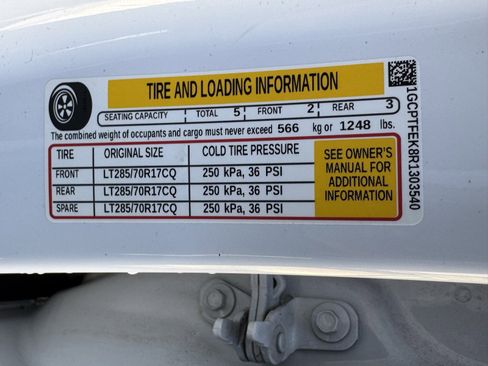 TIRE AND LOADING INFORMATION
SEATING CAPACITY TOTAL 5 FRONT 2 REAR 3
The combined weight of occupants and cargo must never exceed 566 kg or 1248 lbs.
TIRE ORIGINAL SIZE COLD TIRE PRESSURE
FRONT LT285/70R17CQ 250 kPa, 36 PSI
REAR LT285/70R17CQ 250 kPa, 36 PSI
SPARE LT285/70R17CQ 250 kPa, 36 PSI
SEE OWNER'S
MANUAL FOR
ADDITIONAL
INFORMATION
1GCPTFEK8R1303540